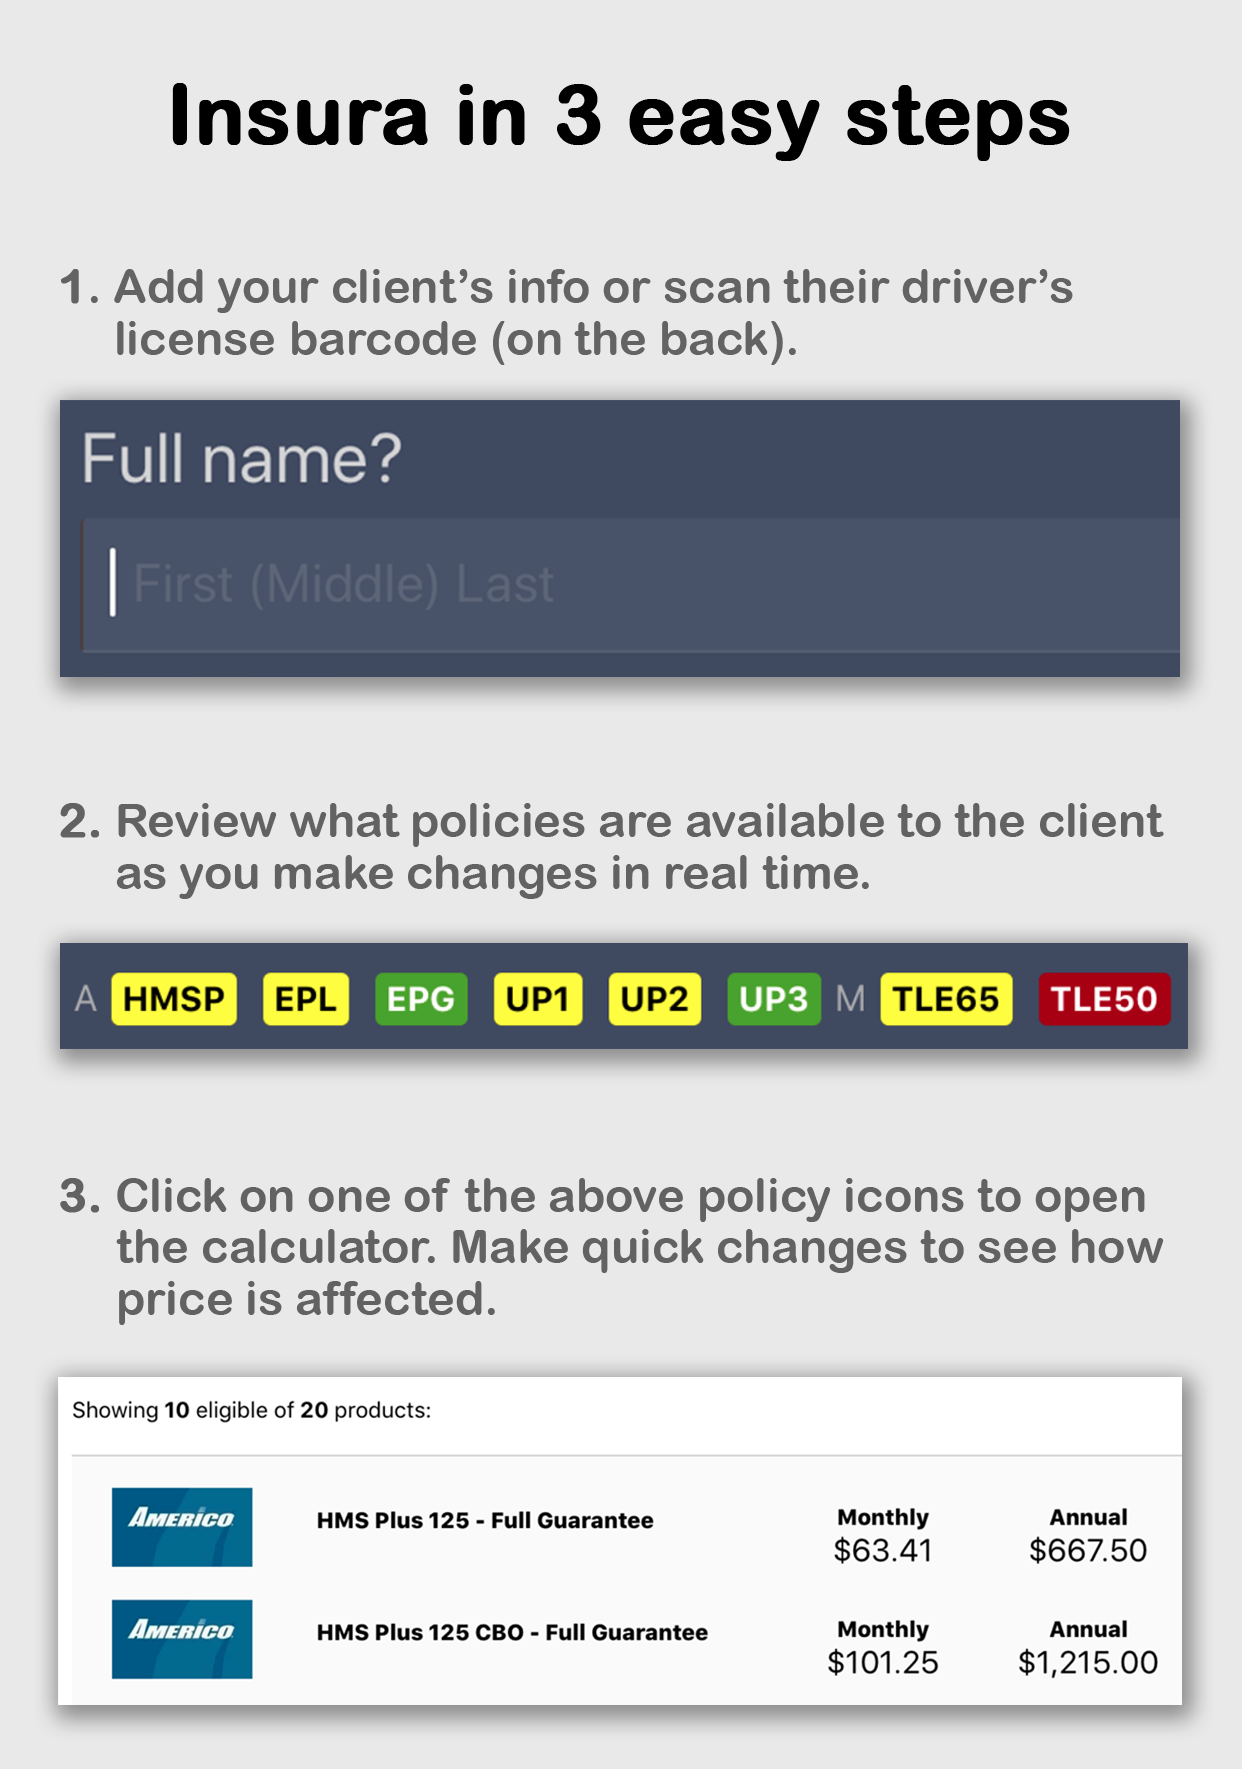 Insura in 3 easy steps
1. Add your client’s info or scan their driver’s
license barcode (on the back).
Full name?
First (Middle) Last
2. Review what policies are available to the client
as you make changes in real time.
A HMSP EPL EPG UP1 UP2 UP3 M TLE65 TLE50
3. Click on one of the above policy icons to open
the calculator. Make quick changes to see how
price is affected.
Showing 10 eligible of 20 products:
AMERICO HMS Plus 125 - Full Guarantee Monthly Annual
$63.41 $667.50
AMERICO HMS Plus 125 CBO - Full Guarantee Monthly Annual
$101.25 $1,215.00